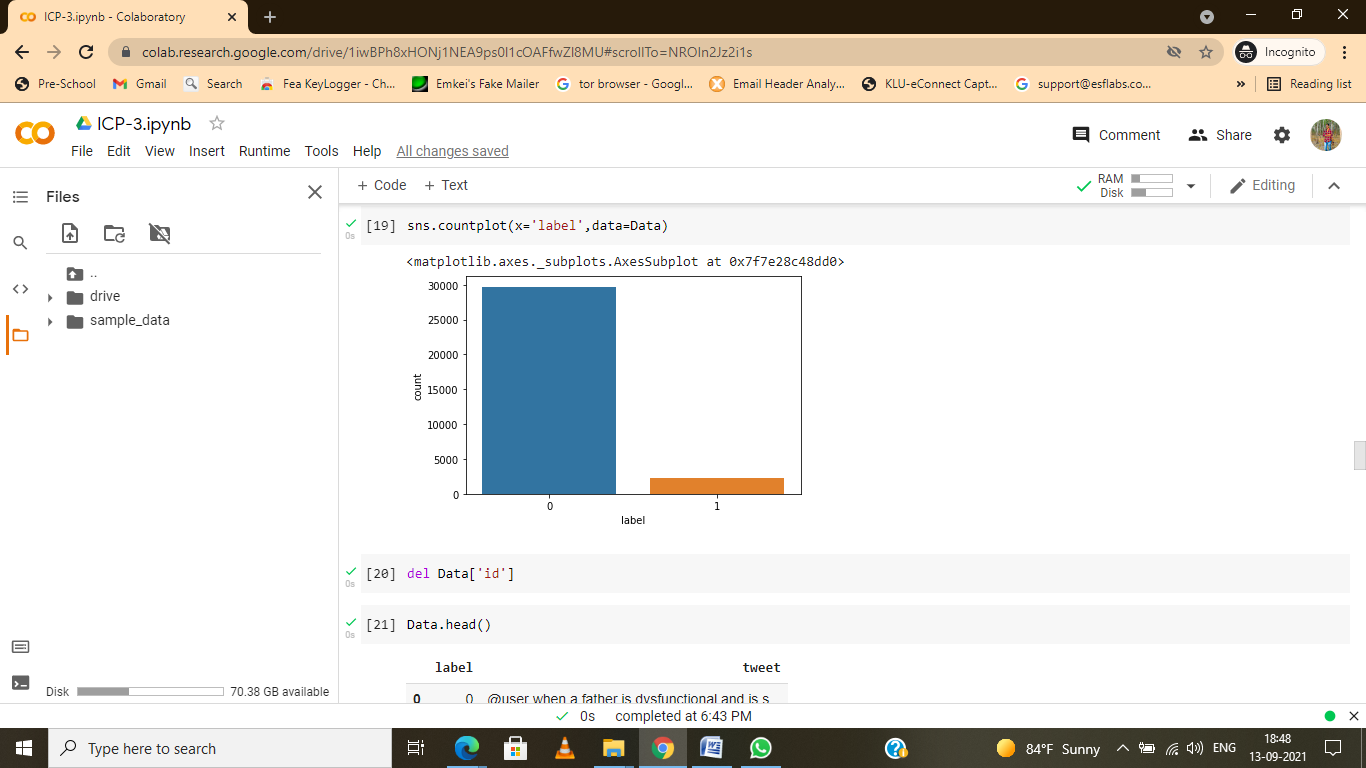 ICP-3.ipynb - Colaboratory
colab.research.google.com/drive/1iwBPh8xHONj1NEA9ps0l1cOAFfwZl8MU#scrollTo=NROIn2Jz2i1s
Incognito
Pre-School Gmail Search Fea KeyLogger - Ch... Emkei's Fake Mailer tor browser - Googl... Email Header Analy... KLU-eConnect Capt... support@esflabs.co... » Reading list
ICP-3.ipynb
Comment Share
File Edit View Insert Runtime Tools Help All changes saved
Files
+ Code + Text
RAM
Disk
Editing
..
drive
sample_data
[19] sns.countplot(x='label',data=Data)
0s
<matplotlib.axes._subplots.AxesSubplot at 0x7f7e28c48dd0>
30000
25000
20000
15000
10000
5000
0
count
0 1
label
[20] del Data['id']
0s
[21] Data.head()
0s
label tweet
0 0 @user when a father is dysfunctional and is s
Disk 70.38 GB available
0s completed at 6:43 PM
Type here to search
84°F Sunny
ENG
18:48
13-09-2021